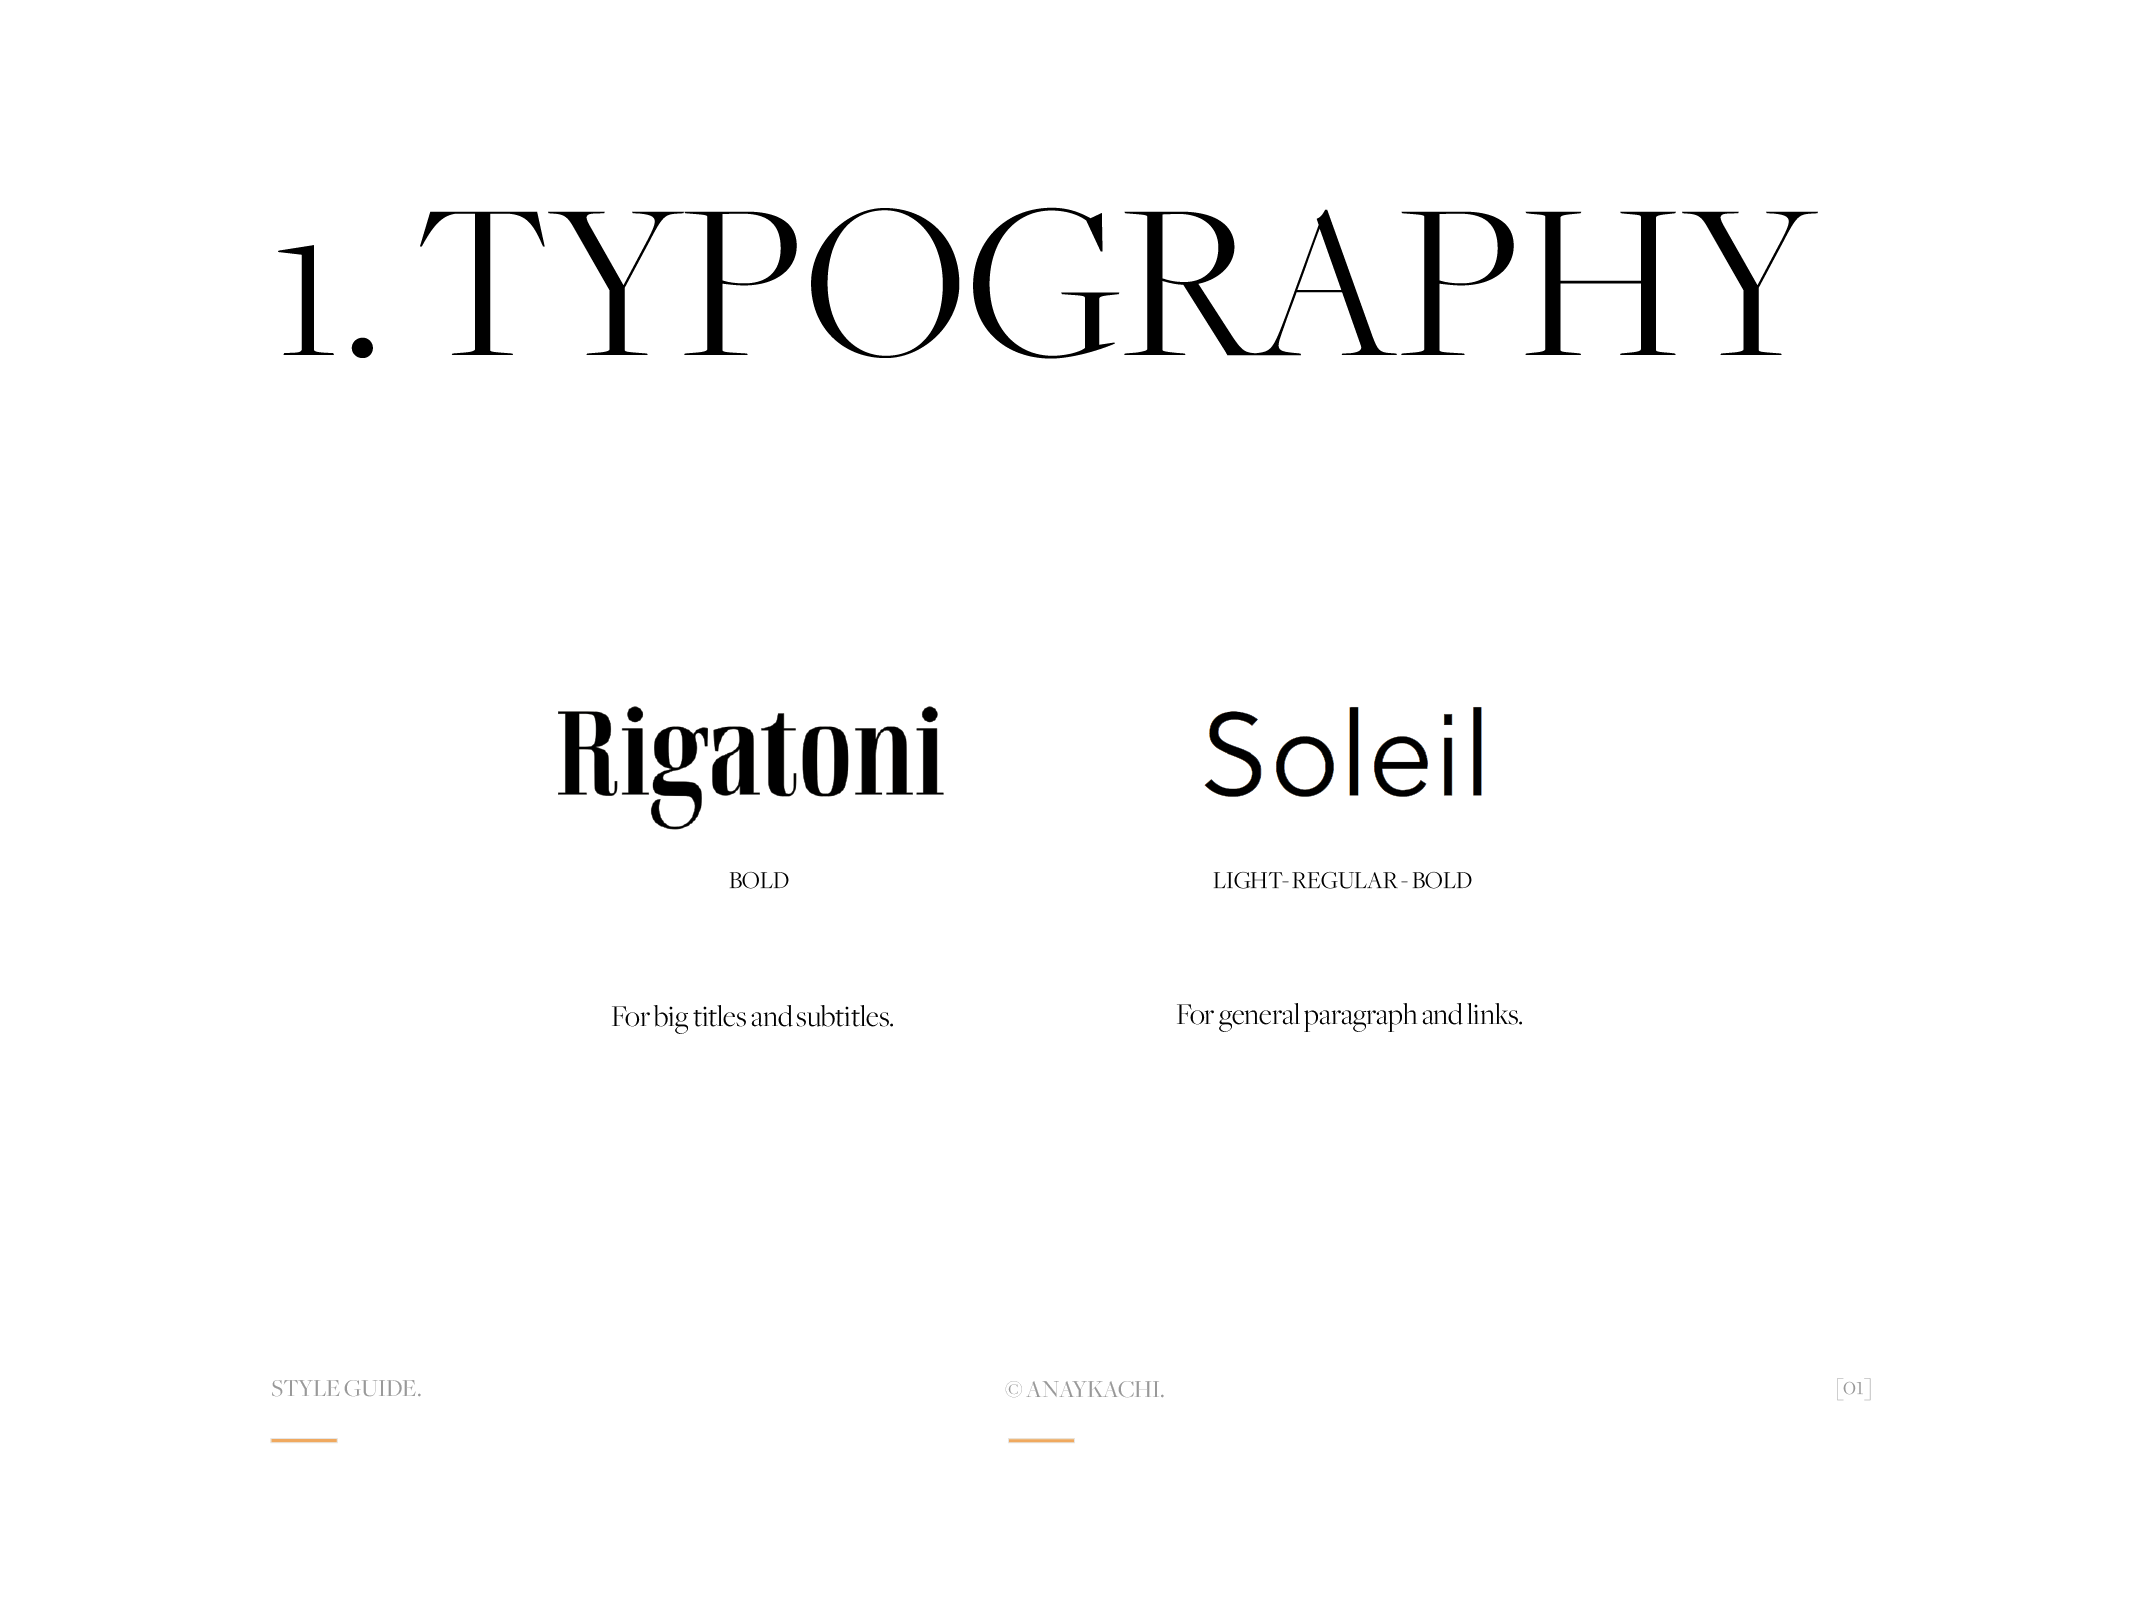 1. TYPOGRAPHY
Rigatoni
Soleil
BOLD
LIGHT- REGULAR - BOLD
For big titles and subtitles.
For general paragraph and links.
STYLE GUIDE.
© ANAYKACHI.
[01]